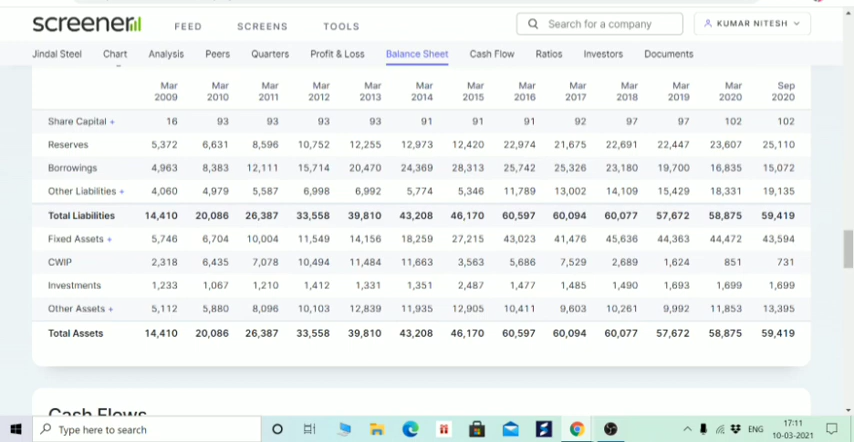 screener
FEED SCREENS TOOLS
Search for a company
KUMAR NITESH
Jindal Steel Chart Analysis Peers Quarters Profit & Loss Balance Sheet Cash Flow Ratios Investors Documents
Mar 2009 Mar 2010 Mar 2011 Mar 2012 Mar 2013 Mar 2014 Mar 2015 Mar 2016 Mar 2017 Mar 2018 Mar 2019 Mar 2020 Sep 2020
Share Capital + 16 93 93 93 93 91 91 91 92 97 97 102 102
Reserves 5,372 6,631 8,596 10,752 12,255 12,973 12,420 22,974 21,675 22,691 22,447 23,607 25,110
Borrowings 4,963 8,383 12,111 15,714 20,470 24,369 28,313 25,742 25,326 23,180 19,700 16,835 15,072
Other Liabilities + 4,060 4,979 5,587 6,998 6,992 5,774 5,346 11,789 13,002 14,109 15,429 18,331 19,135
Total Liabilities 14,410 20,086 26,387 33,558 39,810 43,208 46,170 60,597 60,094 60,077 57,672 58,875 59,419
Fixed Assets + 5,746 6,704 10,004 11,549 14,156 18,259 27,215 43,023 41,476 45,636 44,363 44,472 43,594
CWIP 2,318 6,435 7,078 10,494 11,484 11,663 3,563 5,686 7,529 2,689 1,624 851 731
Investments 1,233 1,067 1,210 1,412 1,331 1,351 2,487 1,477 1,485 1,490 1,693 1,699 1,699
Other Assets + 5,112 5,880 8,096 10,103 12,839 11,935 12,905 10,411 9,603 10,261 9,992 11,853 13,395
Total Assets 14,410 20,086 26,387 33,558 39,810 43,208 46,170 60,597 60,094 60,077 57,672 58,875 59,419
Cash Flows
Type here to search
ENG
17:11
10-03-2021